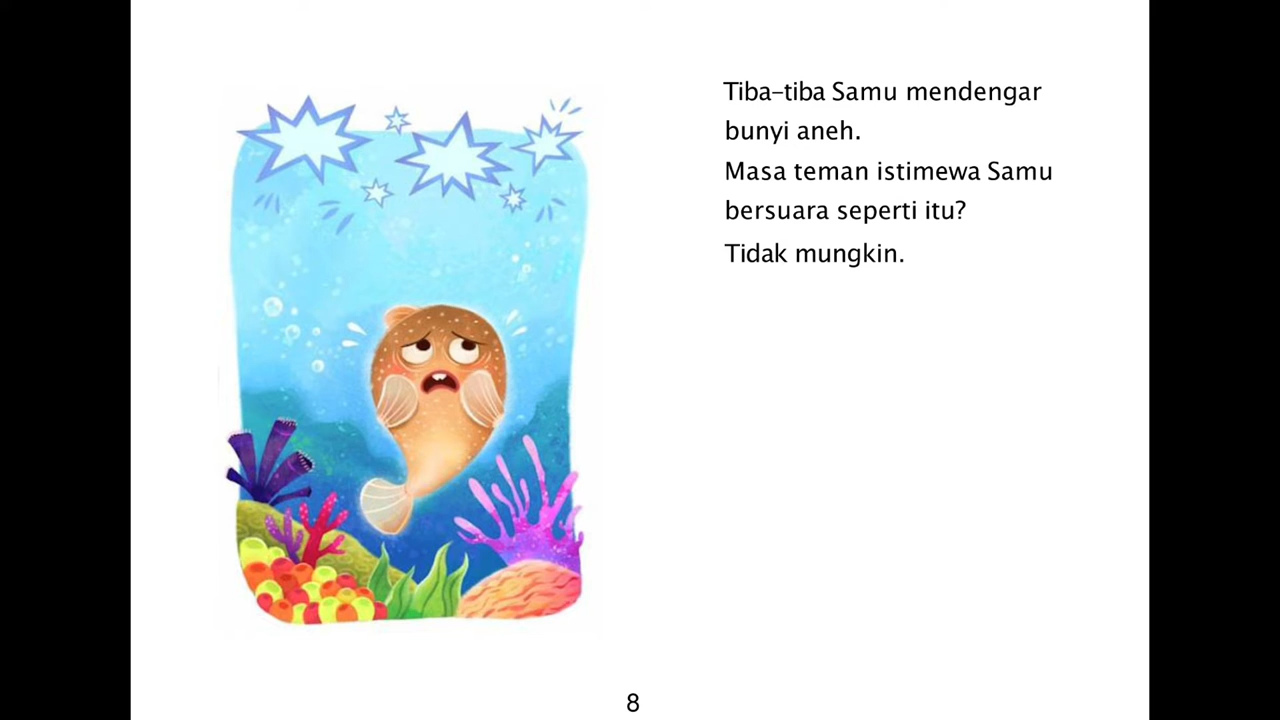 Tiba-tiba Samu mendengar
bunyi aneh.
Masa teman istimewa Samu
bersuara seperti itu?
Tidak mungkin.
8